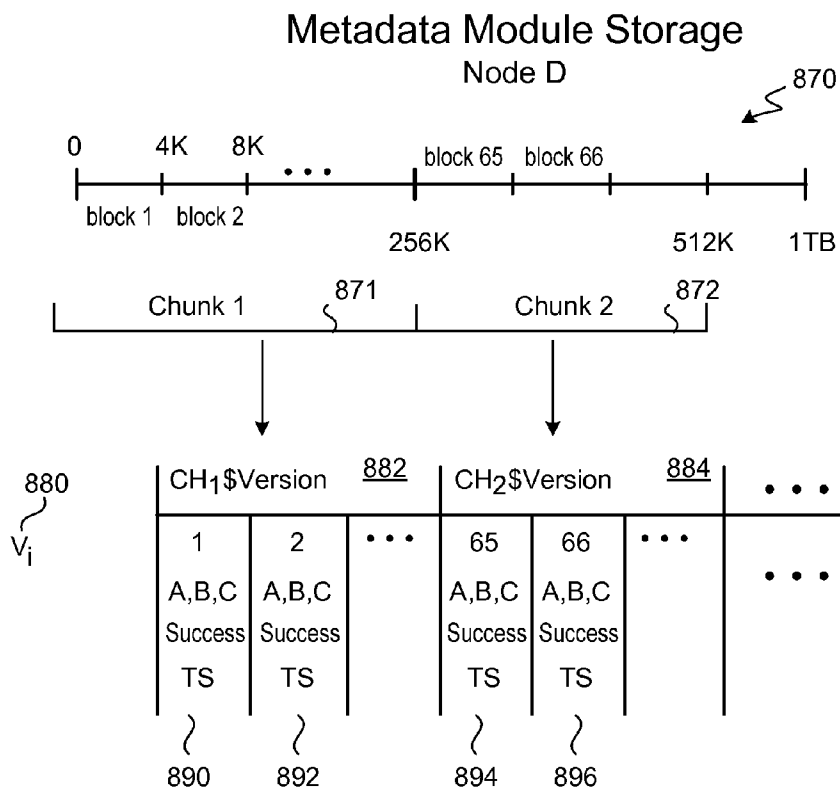 Metadata Module Storage
Node D
870
0 4K 8K
• • • block 65 block 66
block 1 block 2
256K 512K 1TB
Chunk 1 871 Chunk 2 872
880 CH1$Version 882 CH2$Version 884 • • •
Vi 1 2 • • • 65 66 • • •
• • •
A,B,C A,B,C A,B,C A,B,C
Success Success Success Success
TS TS TS TS
890 892 894 896